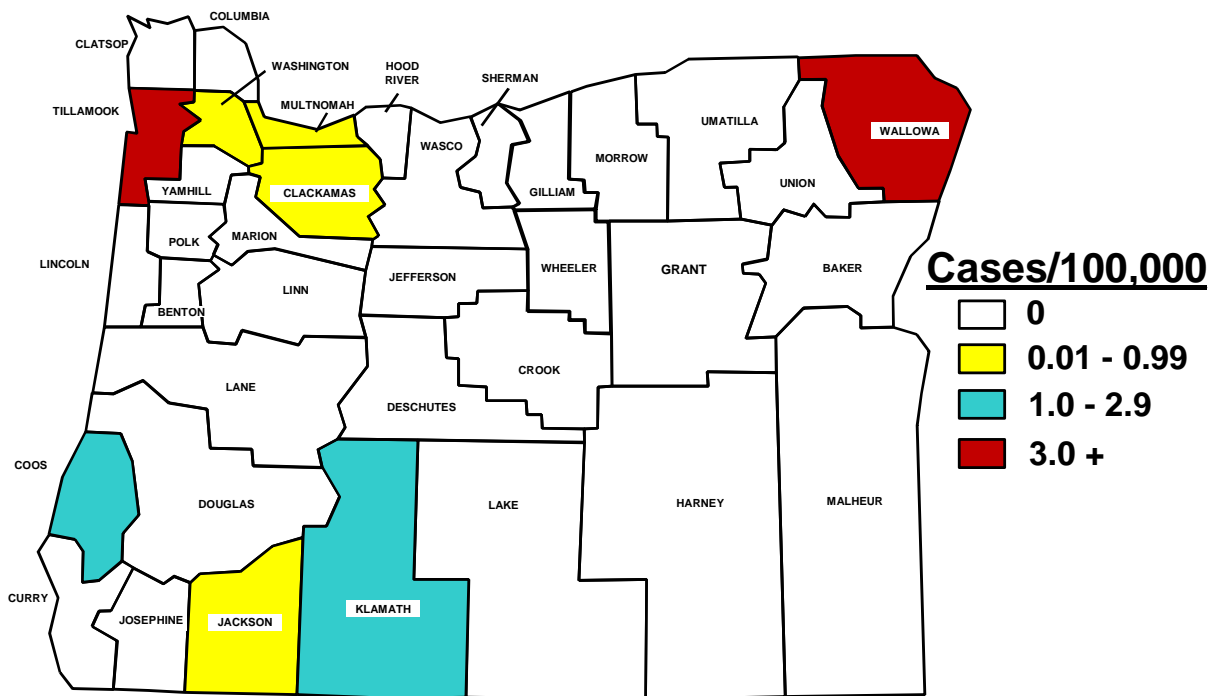 COLUMBIA
CLATSOP
WASHINGTON
HOOD
RIVER
SHERMAN
TILLAMOOK
MULTNOMAH
UMATILLA
WALLOWA
WASCO
MORROW
YAMHILL
CLACKAMAS
GILLIAM
UNION
POLK
MARION
LINCOLN
JEFFERSON
WHEELER
GRANT
BAKER
LINN
BENTON
Cases/100,000
0
0.01 - 0.99
1.0 - 2.9
3.0 +
LANE
CROOK
DESCHUTES
COOS
DOUGLAS
LAKE
HARNEY
MALHEUR
CURRY
JOSEPHINE
JACKSON
KLAMATH